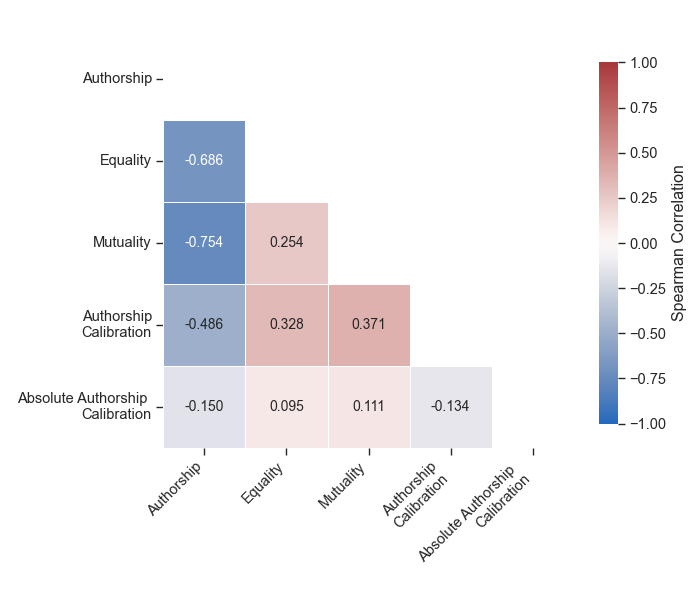 Authorship
Equality
Mutuality
Authorship
Calibration
Absolute Authorship
Calibration
-0.686
-0.754
0.254
-0.486
0.328
0.371
-0.150
0.095
0.111
-0.134
Authorship
Equality
Mutuality
Authorship
Calibration
Absolute Authorship
Calibration
1.00
0.75
0.50
0.25
0.00
−0.25
−0.50
−0.75
−1.00
Spearman Correlation